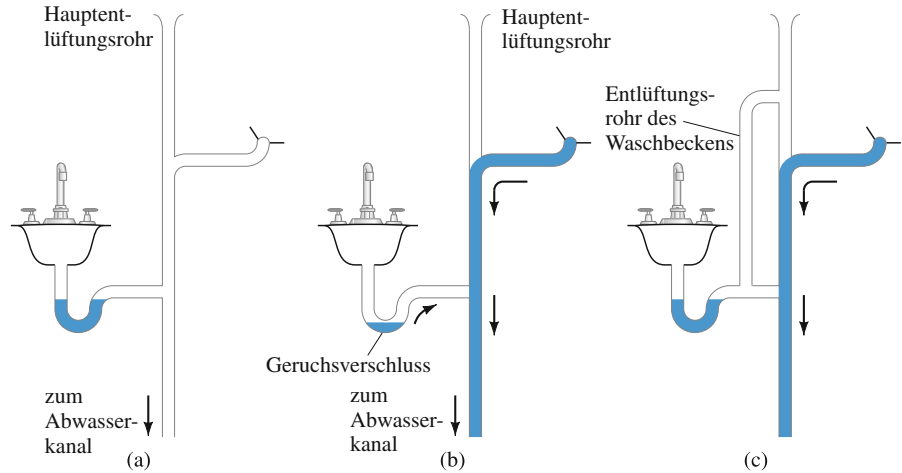 Hauptent-
lüftungsrohr
Hauptent-
lüftungsrohr
Entlüftungs-
rohr des
Waschbeckens
Geruchsverschluss
zum
Abwasser-
kanal
zum
Abwasser-
kanal
(a)
(b)
(c)